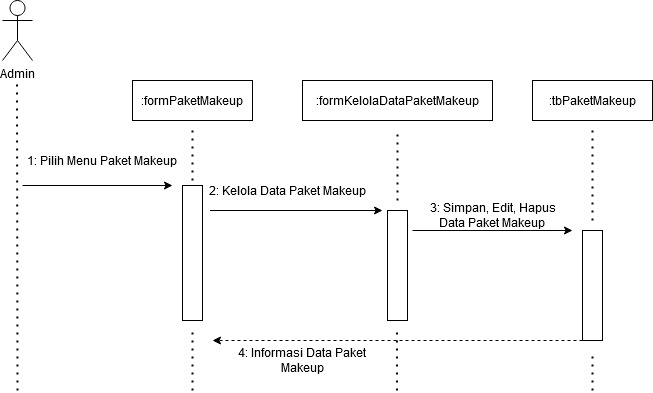 Admin
:formPaketMakeup
:formKelolaDataPaketMakeup
:tbPaketMakeup
1: Pilih Menu Paket Makeup
2: Kelola Data Paket Makeup
3: Simpan, Edit, Hapus
Data Paket Makeup
4: Informasi Data Paket
Makeup